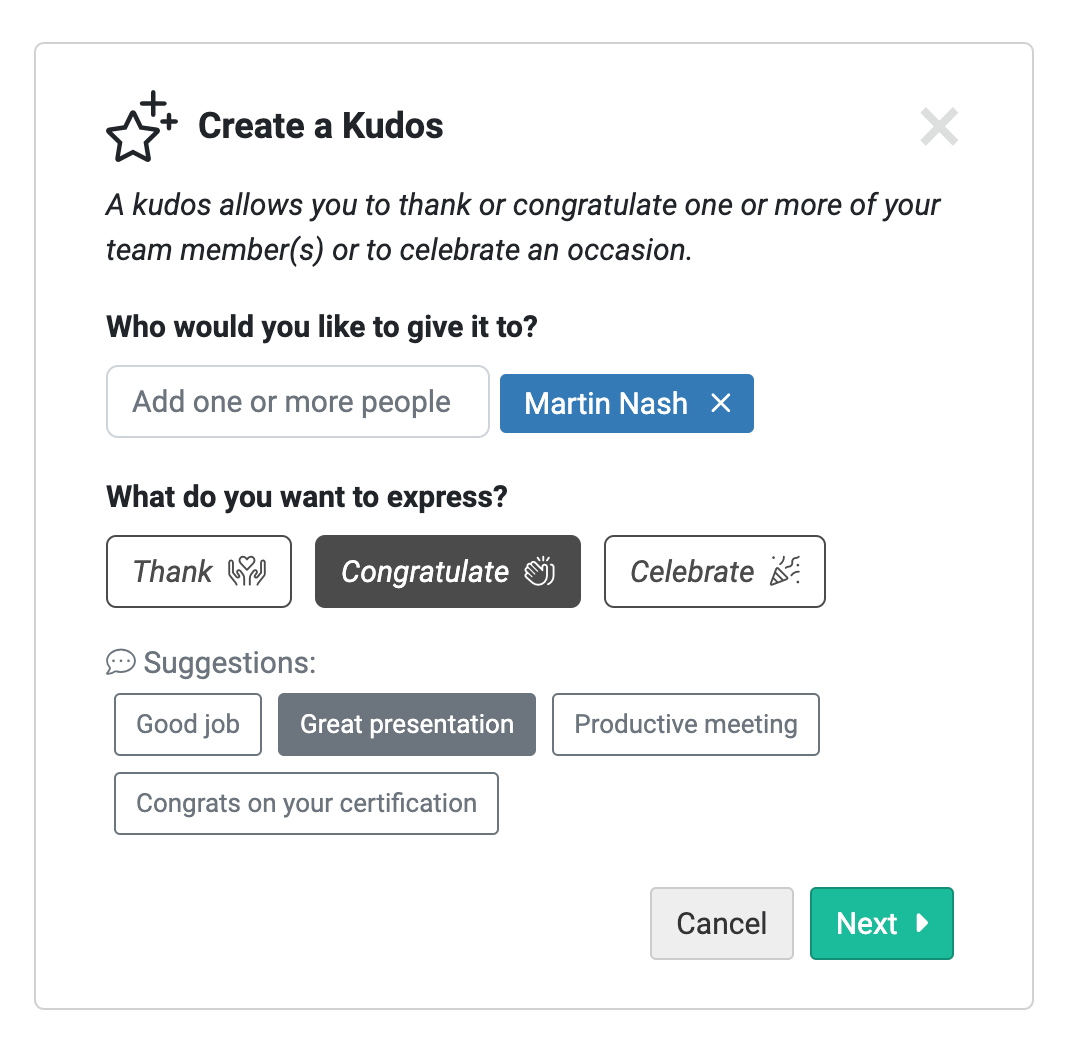 Create a Kudos
A kudos allows you to thank or congratulate one or more of your
team member(s) or to celebrate an occasion.
Who would you like to give it to?
Add one or more people Martin Nash
What do you want to express?
Thank Congratulate Celebrate
Suggestions:
Good job Great presentation Productive meeting
Congrats on your certification
Cancel Next